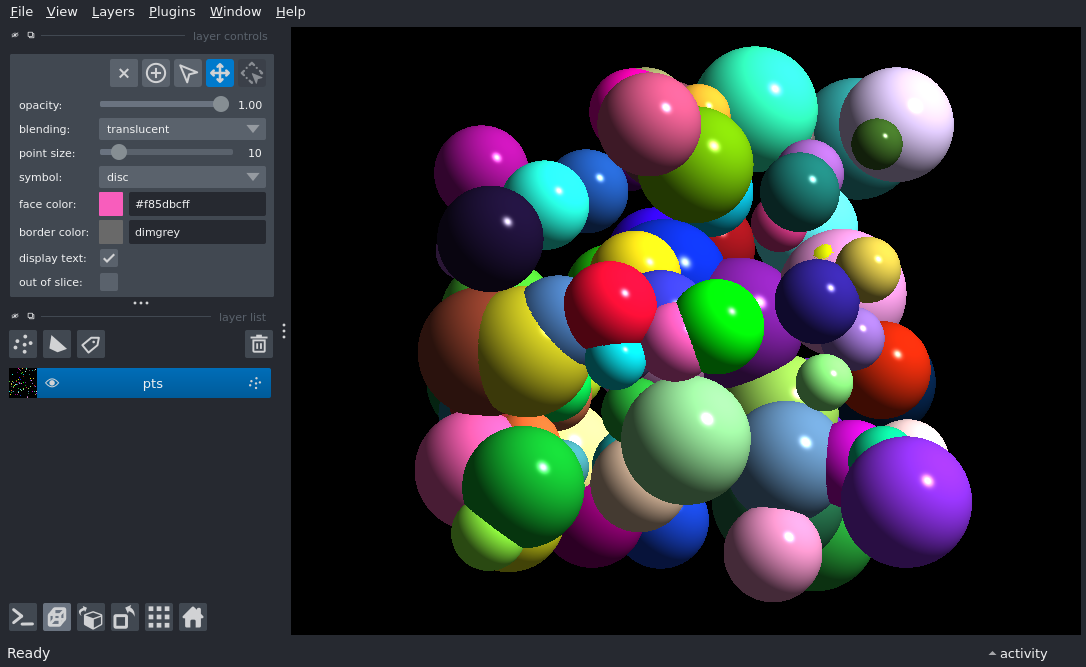 File View Layers Plugins Window Help
layer controls
opacity: 1.00
blending: translucent
point size: 10
symbol: disc
face color: #f85dbcff
border color: dimgrey
display text:
out of slice:
layer list
pts
Ready activity